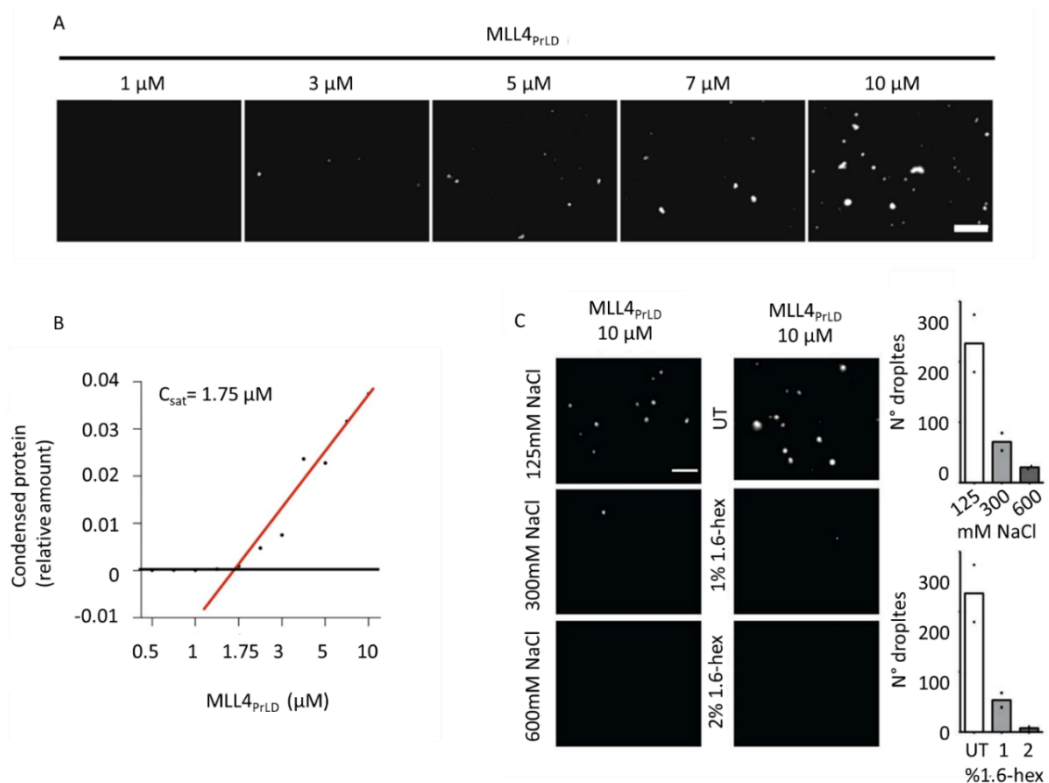 A
MLL4PrLD
1 µM 3 µM 5 µM 7 µM 10 µM
B
Csat= 1.75 µM
Condensed protein
(relative amount)
0.04
0.03
0.02
0.01
0
-0.01
0.5 1 1.75 3 5 10
MLL4PrLD (µM)
C
MLL4PrLD
10 µM
MLL4PrLD
10 µM
125mM NaCl
300mM NaCl
600mM NaCl
UT
1% 1.6-hex
2% 1.6-hex
N° dropltes
300
200
100
0
125 300 600
mM NaCl
N° dropltes
300
200
100
0
UT 1 2
%1.6-hex